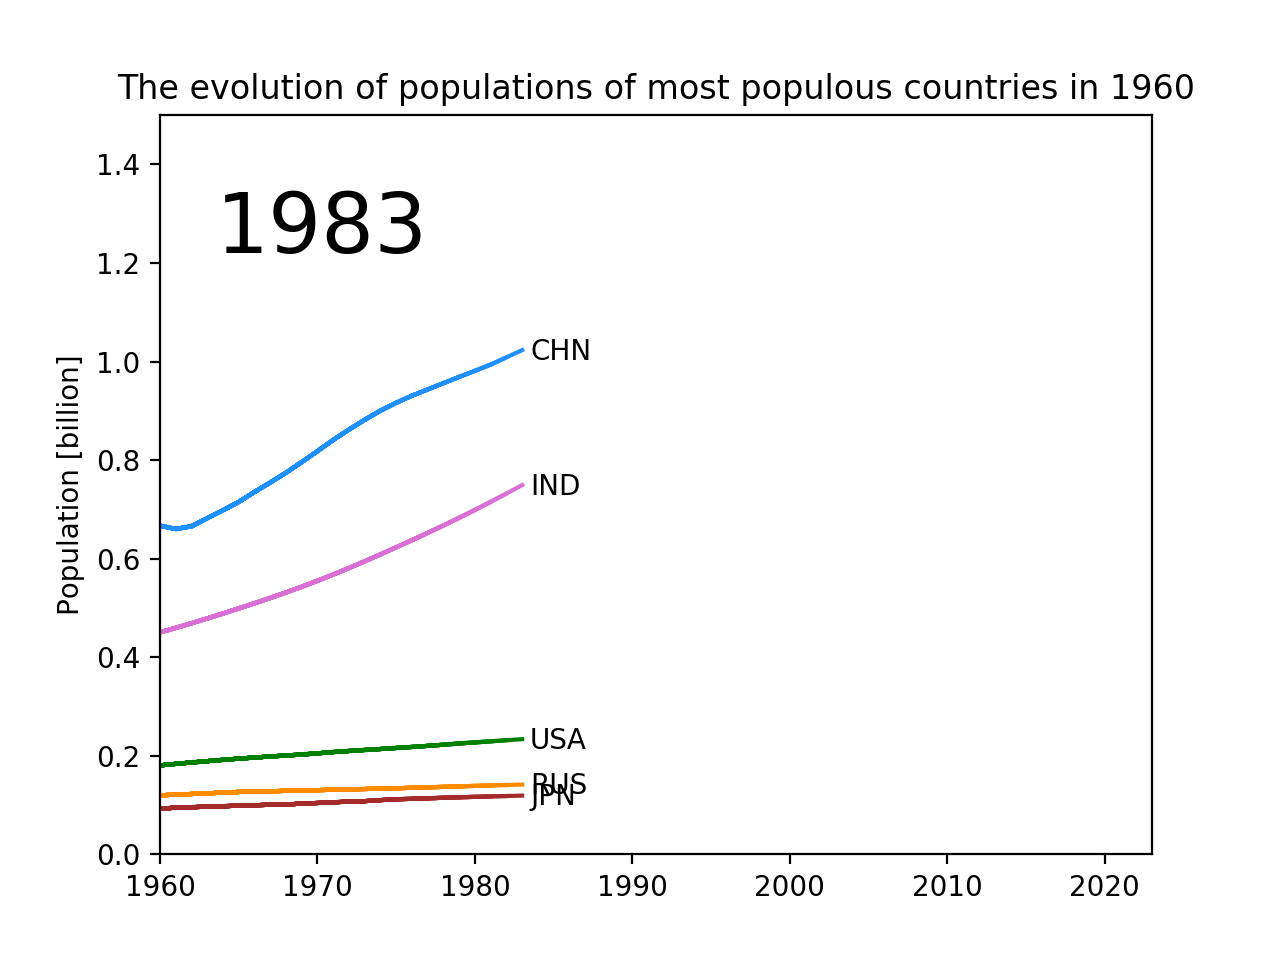 The evolution of populations of most populous countries in 1960
1983
Population [billion]
1.4
1.2
1.0
0.8
0.6
0.4
0.2
0.0
CHN
IND
USA
RUS
JPN
1960 1970 1980 1990 2000 2010 2020